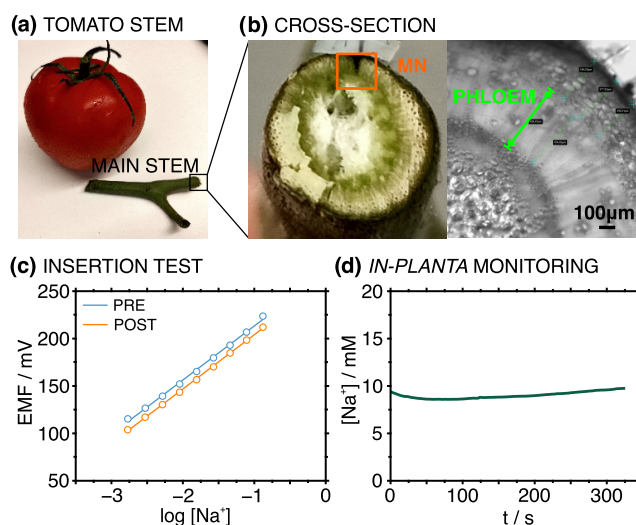 (a) TOMATO STEM
(b) CROSS-SECTION
MN
PHLOEM
MAIN STEM
100µm
(c) INSERTION TEST
(d) IN-PLANTA MONITORING
250
200
150
100
50
EMF / mV
PRE
POST
−3
−2
−1
0
log [Na⁺]
20
15
10
5
0
[Na⁺] / mM
0
100
200
300
t / s